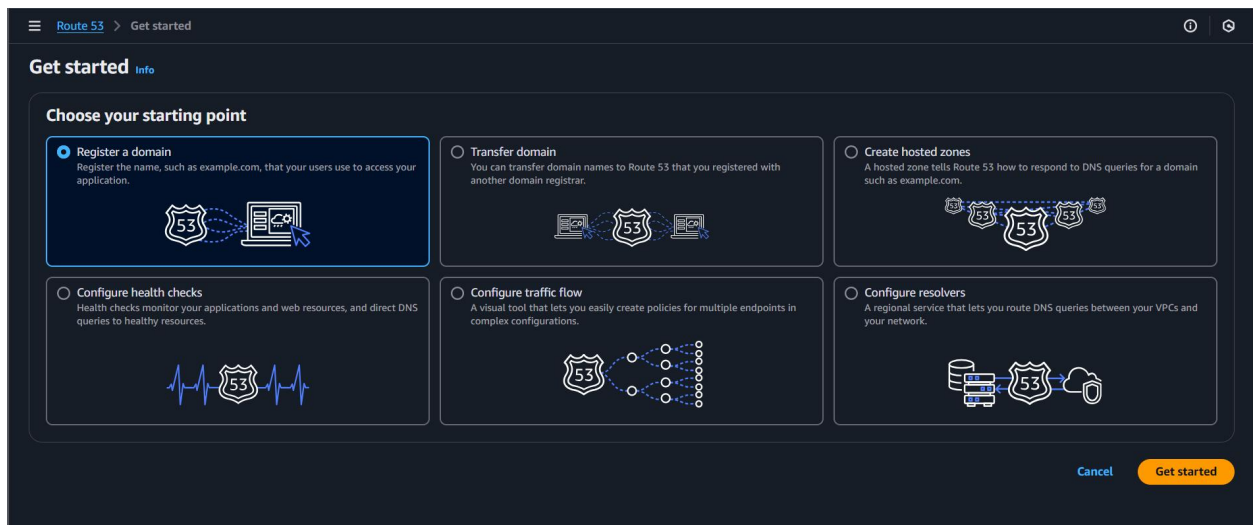 Route 53 > Get started
Get started Info
Choose your starting point
Register a domain
Register the name, such as example.com, that your users use to access your
application.
53
Transfer domain
You can transfer domain names to Route 53 that you registered with
another domain registrar.
53
Create hosted zones
A hosted zone tells Route 53 how to respond to DNS queries for a domain
such as example.com.
53 53 53 53 53
Configure health checks
Health checks monitor your applications and web resources, and direct DNS
queries to healthy resources.
53
Configure traffic flow
A visual tool that lets you easily create policies for multiple endpoints in
complex configurations.
53
Configure resolvers
A regional service that lets you route DNS queries between your VPCs and
your network.
53
Cancel Get started